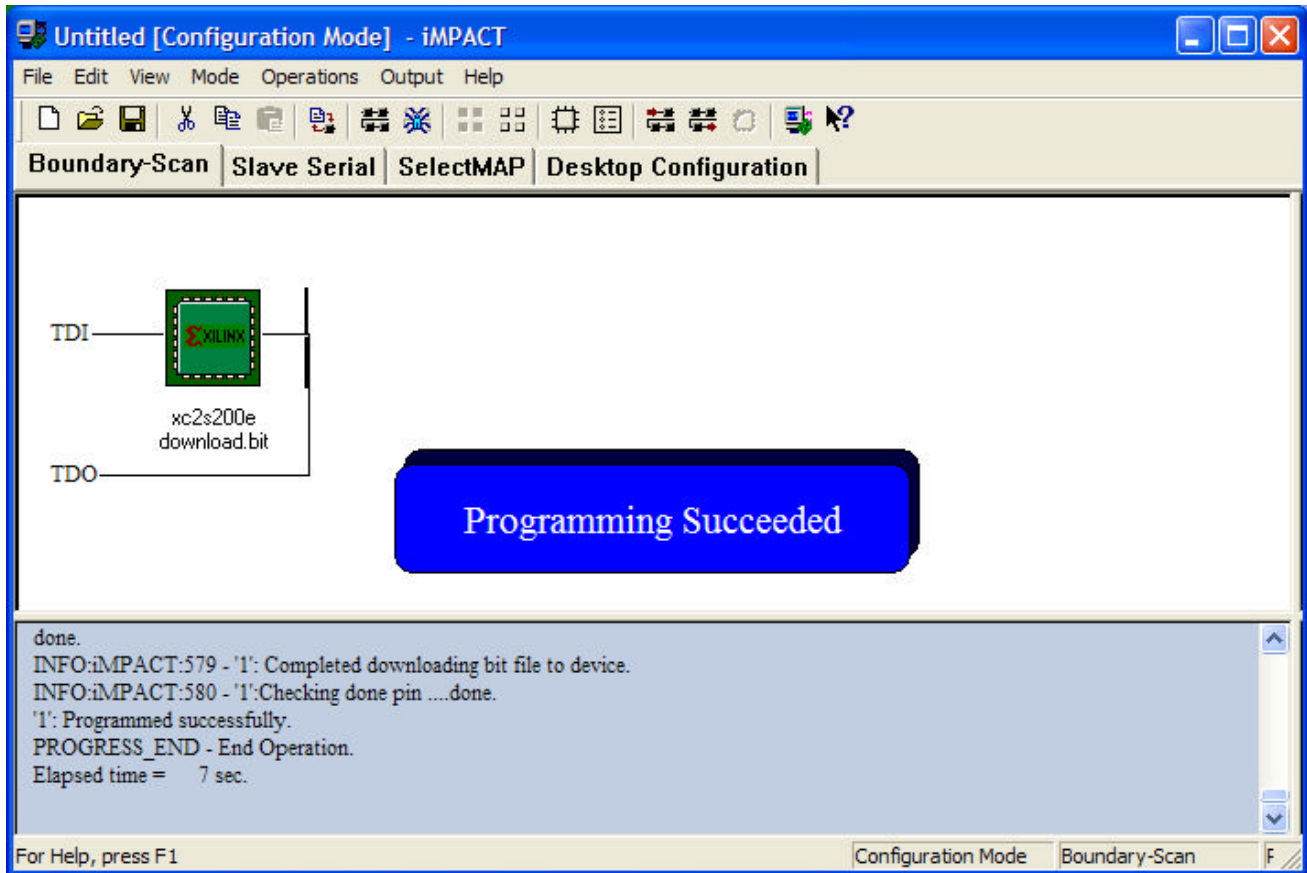 Untitled [Configuration Mode] - iMPACT
File Edit View Mode Operations Output Help
Boundary-Scan Slave Serial SelectMAP Desktop Configuration
TDI
XILINX
xc2s200e
download.bit
TDO
Programming Succeeded
done.
INFO:iMPACT:579 - '1': Completed downloading bit file to device.
INFO:iMPACT:580 - '1':Checking done pin ....done.
'1': Programmed successfully.
PROGRESS_END - End Operation.
Elapsed time = 7 sec.
For Help, press F1 Configuration Mode Boundary-Scan